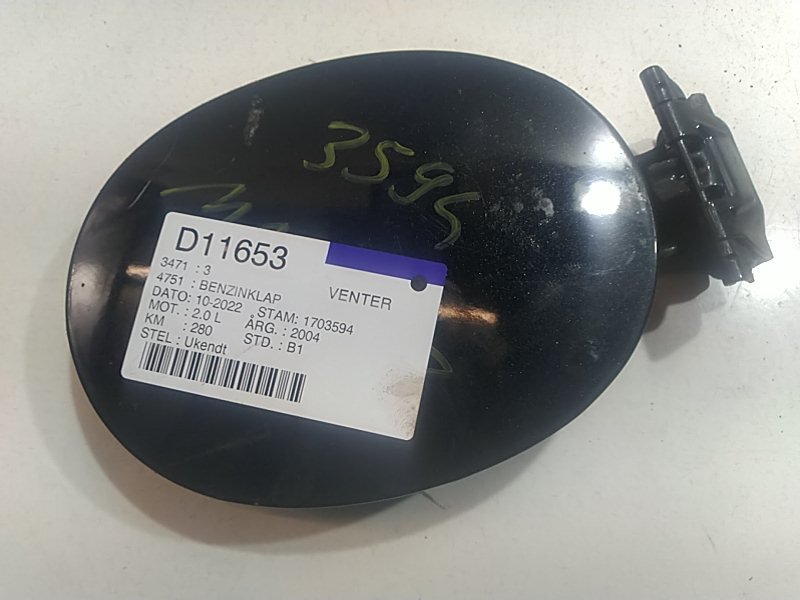 3595
D11653
3471 : 3
4751 : BENZINKLAP VENTER
DATO: 10-2022 STAM: 1703594
MOT. : 2.0 L ÅRG. : 2004
KM : 280 STD. : B1
STEL : Ukendt